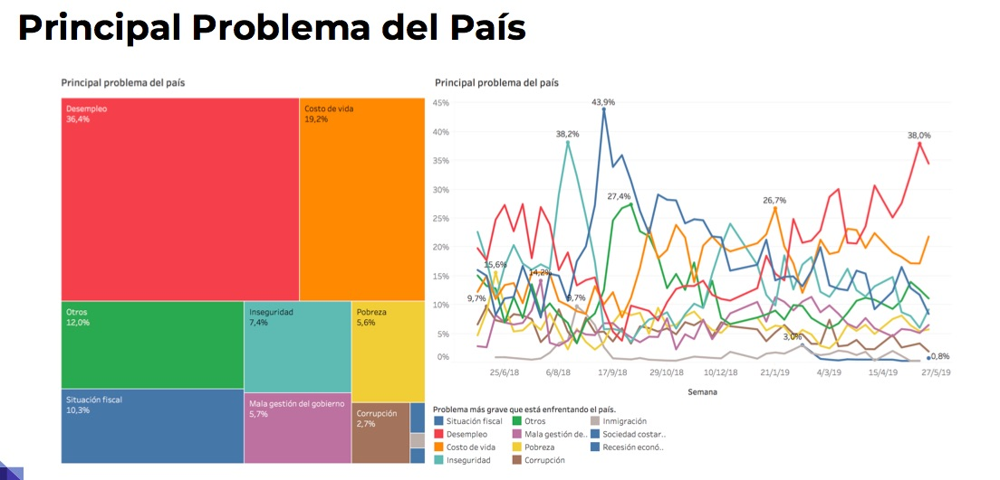 Principal Problema del País
Principal problema del país
Desempleo
36,4%
Costo de vida
19,2%
Otros
12,0%
Inseguridad
7,4%
Pobreza
5,6%
Situación fiscal
10,3%
Mala gestión del gobierno
5,7%
Corrupción
2,7%
Principal problema del país
45%
40%
35%
30%
25%
20%
15%
10%
5%
0%
43,9%
38,2%
38,0%
27,4%
26,7%
15,6%
14,2%
9,7%
9,7%
3,0%
0,8%
25/6/18 6/8/18 17/9/18 29/10/18 10/12/18 21/1/19 4/3/19 15/4/19 27/5/19
Semana
Problema más grave que está enfrentando el país.
Situación fiscal Otros Inmigración
Desempleo Mala gestión de.. Sociedad costar..
Costo de vida Pobreza Recesión econó..
Inseguridad Corrupción